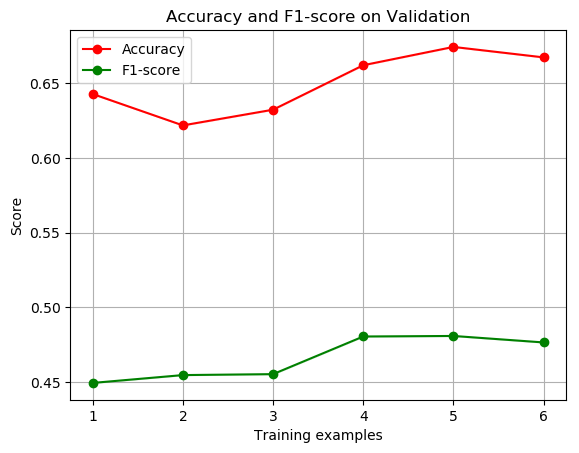 Accuracy and F1-score on Validation
Accuracy
F1-score
0.65
0.60
0.55
0.50
0.45
Score
1 2 3 4 5 6
Training examples